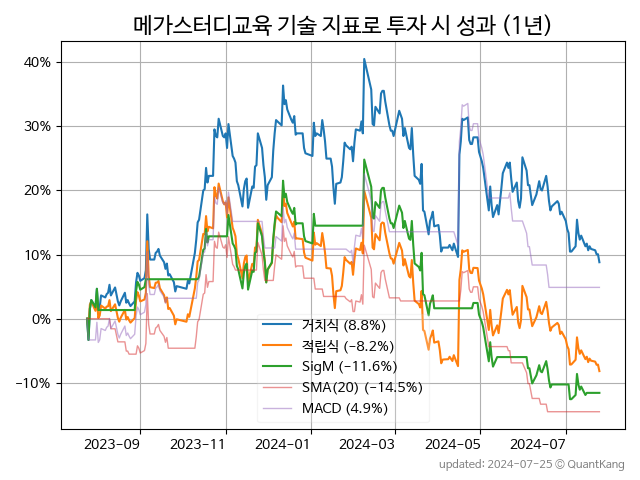 메가스터디교육 기술 지표로 투자 시 성과 (1년)
40%
30%
20%
10%
0%
−10%
거치식 (8.8%)
적립식 (−8.2%)
SigM (−11.6%)
SMA(20) (−14.5%)
MACD (4.9%)
2023-09 2023-11 2024-01 2024-03 2024-05 2024-07
updated: 2024-07-25 © QuantKang